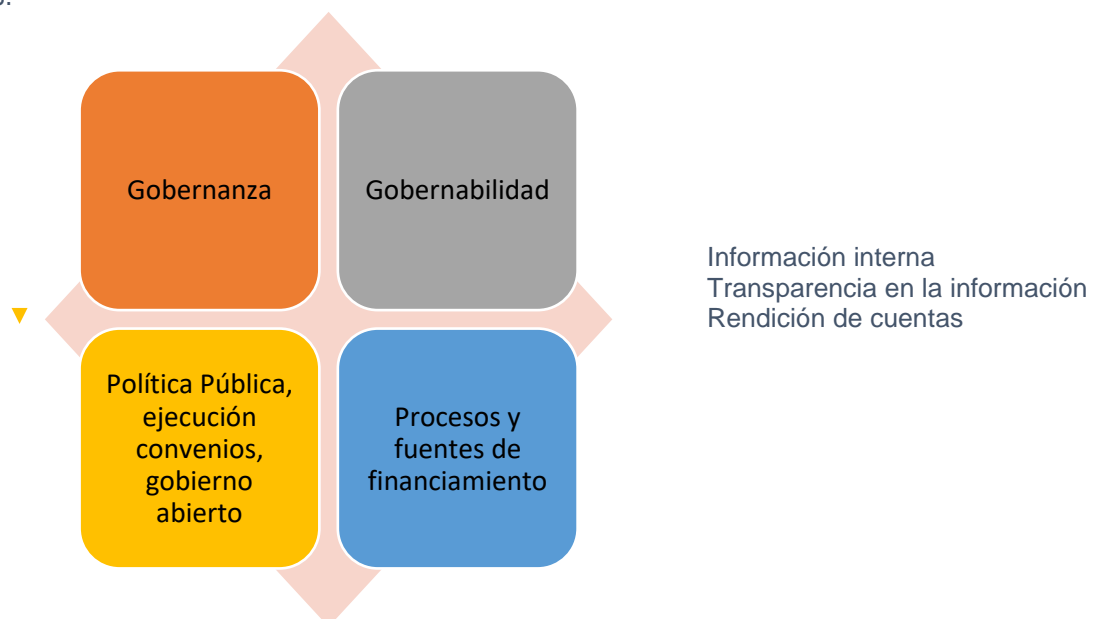 Gobernanza
Gobernabilidad
Política Pública,
ejecución
convenios,
gobierno
abierto
Procesos y
fuentes de
financiamiento
Información interna
Transparencia en la información
Rendición de cuentas